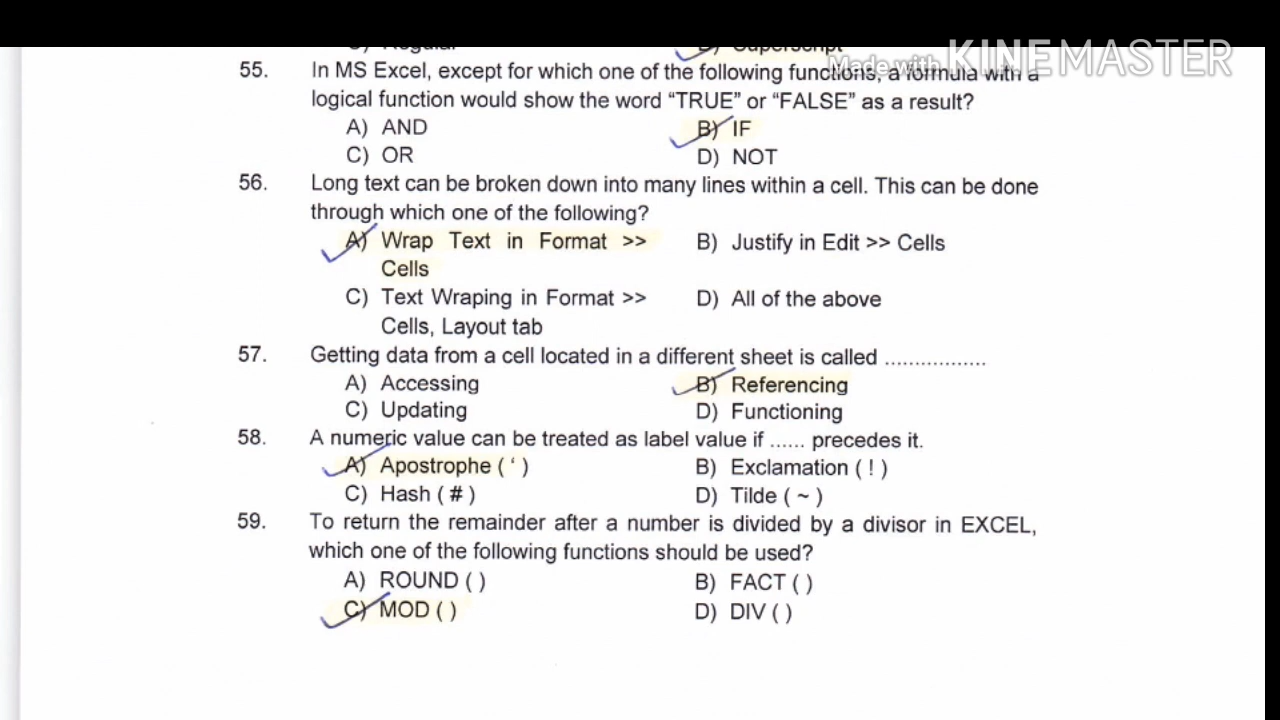 C) Regular D) Superscript
Made with KINEMASTER
55. In MS Excel, except for which one of the following functions, a formula with a
logical function would show the word “TRUE” or “FALSE” as a result?
A) AND B) IF
C) OR D) NOT
56. Long text can be broken down into many lines within a cell. This can be done
through which one of the following?
A) Wrap Text in Format >> B) Justify in Edit >> Cells
Cells
C) Text Wraping in Format >> D) All of the above
Cells, Layout tab
57. Getting data from a cell located in a different sheet is called .................
A) Accessing B) Referencing
C) Updating D) Functioning
58. A numeric value can be treated as label value if ...... precedes it.
A) Apostrophe ( ‘ ) B) Exclamation ( ! )
C) Hash ( # ) D) Tilde ( ~ )
59. To return the remainder after a number is divided by a divisor in EXCEL,
which one of the following functions should be used?
A) ROUND ( ) B) FACT ( )
C) MOD ( ) D) DIV ( )